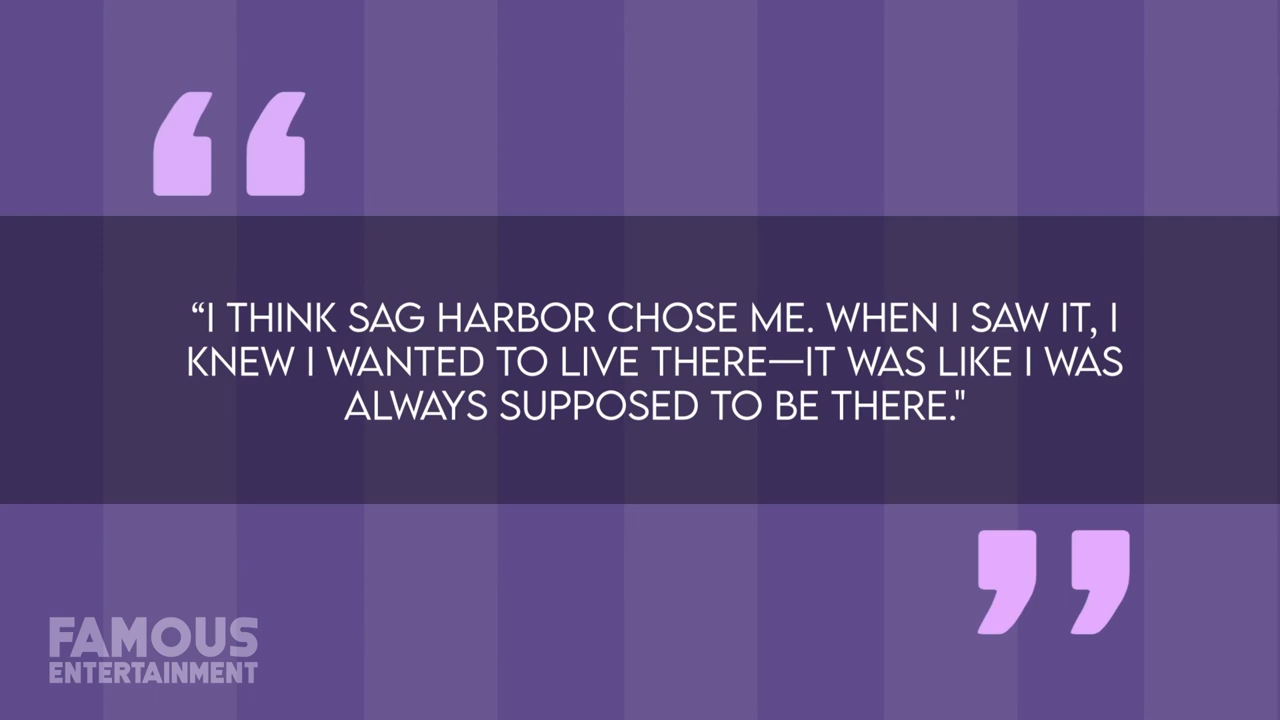 “I THINK SAG HARBOR CHOSE ME. WHEN I SAW IT, I
KNEW I WANTED TO LIVE THERE—IT WAS LIKE I WAS
ALWAYS SUPPOSED TO BE THERE."
FAMOUS
ENTERTAINMENT